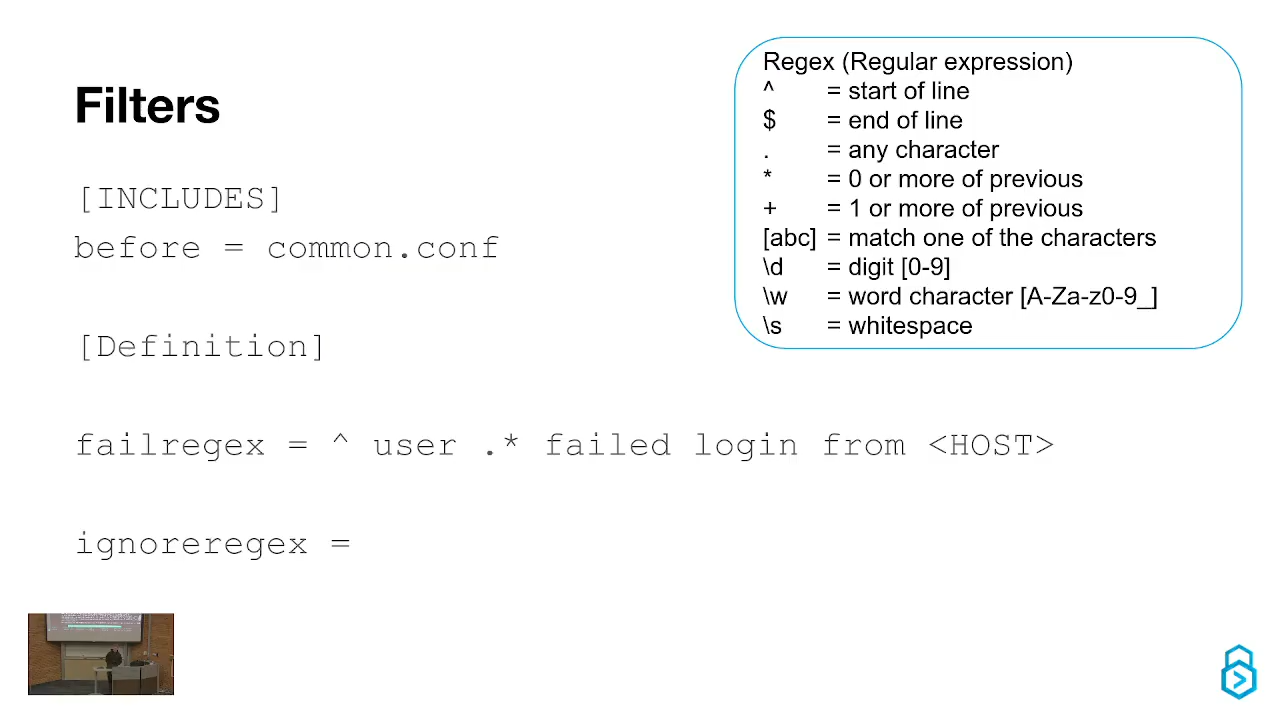 Filters
[INCLUDES]
before = common.conf
[Definition]
failregex = ^ user .* failed login from <HOST>
ignoreregex =
Regex (Regular expression)
^ = start of line
$ = end of line
. = any character
* = 0 or more of previous
+ = 1 or more of previous
[abc] = match one of the characters
\d = digit [0-9]
\w = word character [A-Za-z0-9_]
\s = whitespace